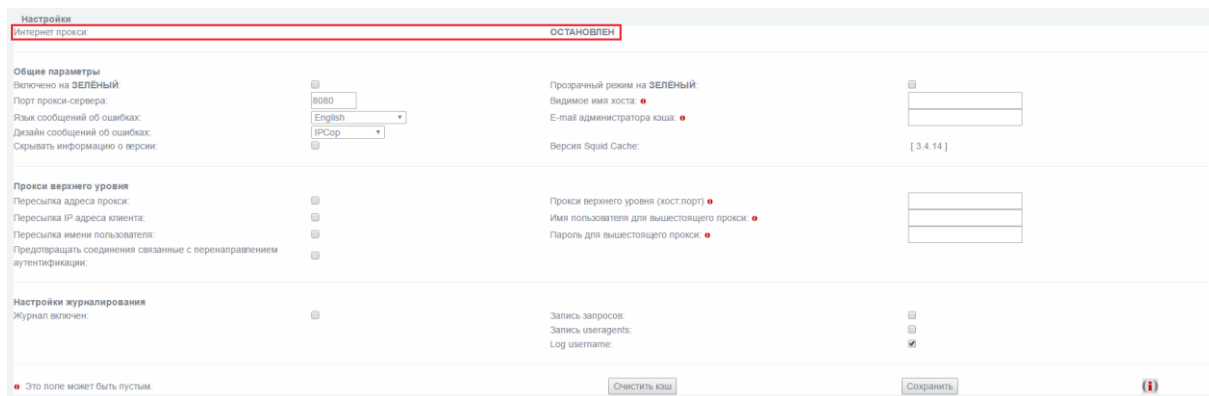 Настройки
Интернет прокси: ОСТАНОВЛЕН
Общие параметры
Включено на ЗЕЛЁНЫЙ: Прозрачный режим на ЗЕЛЁНЫЙ:
Порт прокси-сервера: 8080 Видимое имя хоста:
Язык сообщений об ошибках: English E-mail администратора кэша:
Дизайн сообщений об ошибках: IPCop
Скрывать информацию о версии: Версия Squid Cache: [ 3.4.14 ]
Прокси верхнего уровня
Пересылка адреса прокси: Прокси верхнего уровня (хост:порт)
Пересылка IP адреса клиента: Имя пользователя для вышестоящего прокси:
Пересылка имени пользователя: Пароль для вышестоящего прокси:
Предотвращать соединения связанные с перенаправлением
аутентификации:
Настройки журналирования
Журнал включен: Запись запросов:
Запись useragents:
Log username:
Это поле может быть пустым. Очистить кэш Сохранить